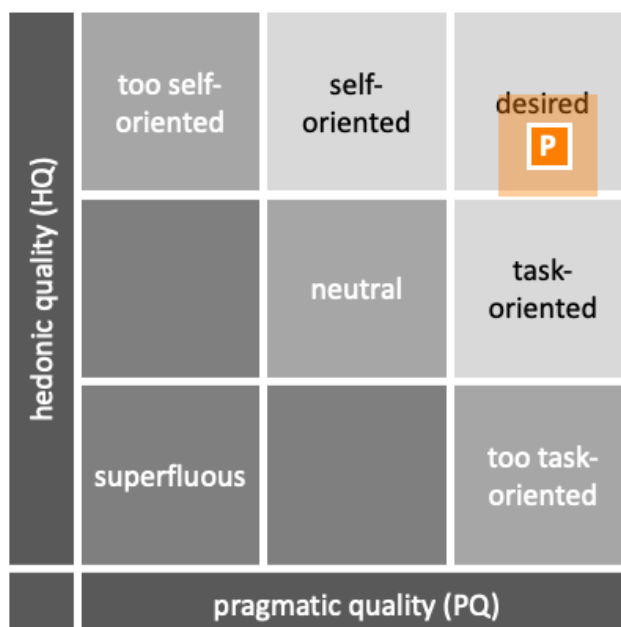 too self-
oriented
self-
oriented
desired
P
hedonic quality (HQ)
neutral
task-
oriented
superfluous
too task-
oriented
pragmatic quality (PQ)